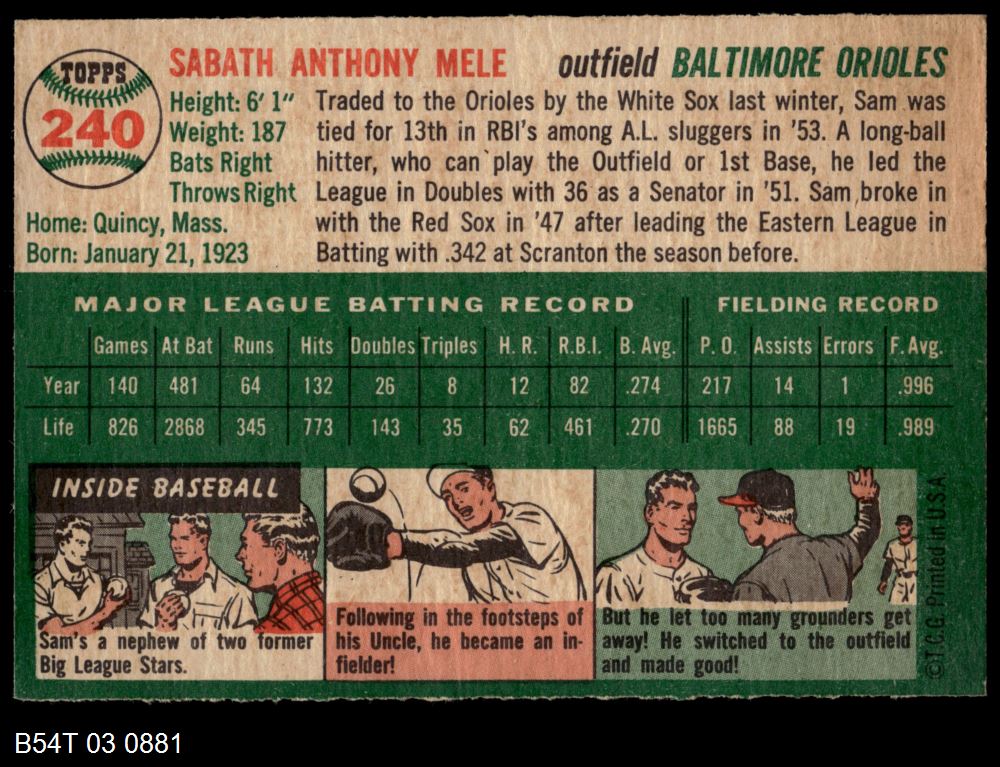 TOPPS
240
SABATH ANTHONY MELE outfield BALTIMORE ORIOLES
Height: 6' 1"
Weight: 187
Bats Right
Throws Right
Home: Quincy, Mass.
Born: January 21, 1923
Traded to the Orioles by the White Sox last winter, Sam was
tied for 13th in RBI's among A.L. sluggers in '53. A long-ball
hitter, who can play the Outfield or 1st Base, he led the
League in Doubles with 36 as a Senator in '51. Sam broke in
with the Red Sox in '47 after leading the Eastern League in
Batting with .342 at Scranton the season before.
MAJOR LEAGUE BATTING RECORD FIELDING RECORD
Games At Bat Runs Hits Doubles Triples H. R. R.B.I. B. Avg. P. O. Assists Errors F. Avg.
Year 140 481 64 132 26 8 12 82 .274 217 14 1 .996
Life 826 2868 345 773 143 35 62 461 .270 1665 88 19 .989
INSIDE BASEBALL
Sam's a nephew of two former
Big League Stars.
Following in the footsteps of
his Uncle, he became an in-
fielder!
But he let too many grounders get
away! He switched to the outfield
and made good!
©T.C.G. Printed in U.S.A.
B54T 03 0881